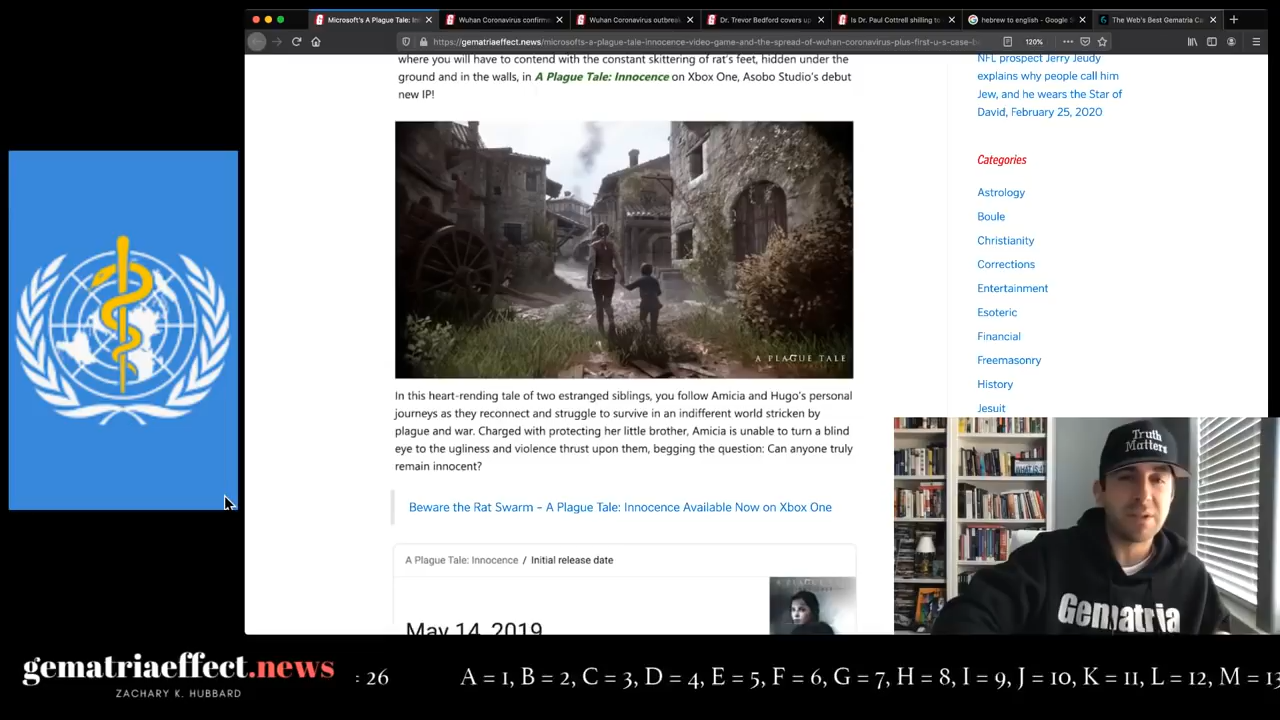 Microsoft's A Plague Tale: In
Wuhan Coronavirus confirm
Wuhan Coronavirus outbreak
Dr. Trevor Bedford covers up
Is Dr. Paul Cottrell shilling to
hebrew to english - Google S
The Web's Best Gematria Ca
https://gematriaeffect.news/microsofts-a-plague-tale-innocence-video-game-and-the-spread-of-wuhan-coronavirus-plus-first-u-s-case-t
120%
where you will have to contend with the constant skittering of rat's feet, hidden under the
ground and in the walls, in A Plague Tale: Innocence on Xbox One, Asobo Studio's debut
new IP!
A PLAGUE TALE
In this heart-rending tale of two estranged siblings, you follow Amicia and Hugo's personal
journeys as they reconnect and struggle to survive in an indifferent world stricken by
plague and war. Charged with protecting her little brother, Amicia is unable to turn a blind
eye to the ugliness and violence thrust upon them, begging the question: Can anyone truly
remain innocent?
Beware the Rat Swarm – A Plague Tale: Innocence Available Now on Xbox One
A Plague Tale: Innocence / Initial release date
May 14, 2019
NFL prospect Jerry Jeudy
explains why people call him
Jew, and he wears the Star of
David, February 25, 2020
Categories
Astrology
Boule
Christianity
Corrections
Entertainment
Esoteric
Financial
Freemasonry
History
Jesuit
Truth
Matters
Gematria
gematriaeffect.news
ZACHARY K. HUBBARD
= 26 A = 1, B = 2, C = 3, D = 4, E = 5, F = 6, G = 7, H = 8, I = 9, J = 10, K = 11, L = 12, M = 13